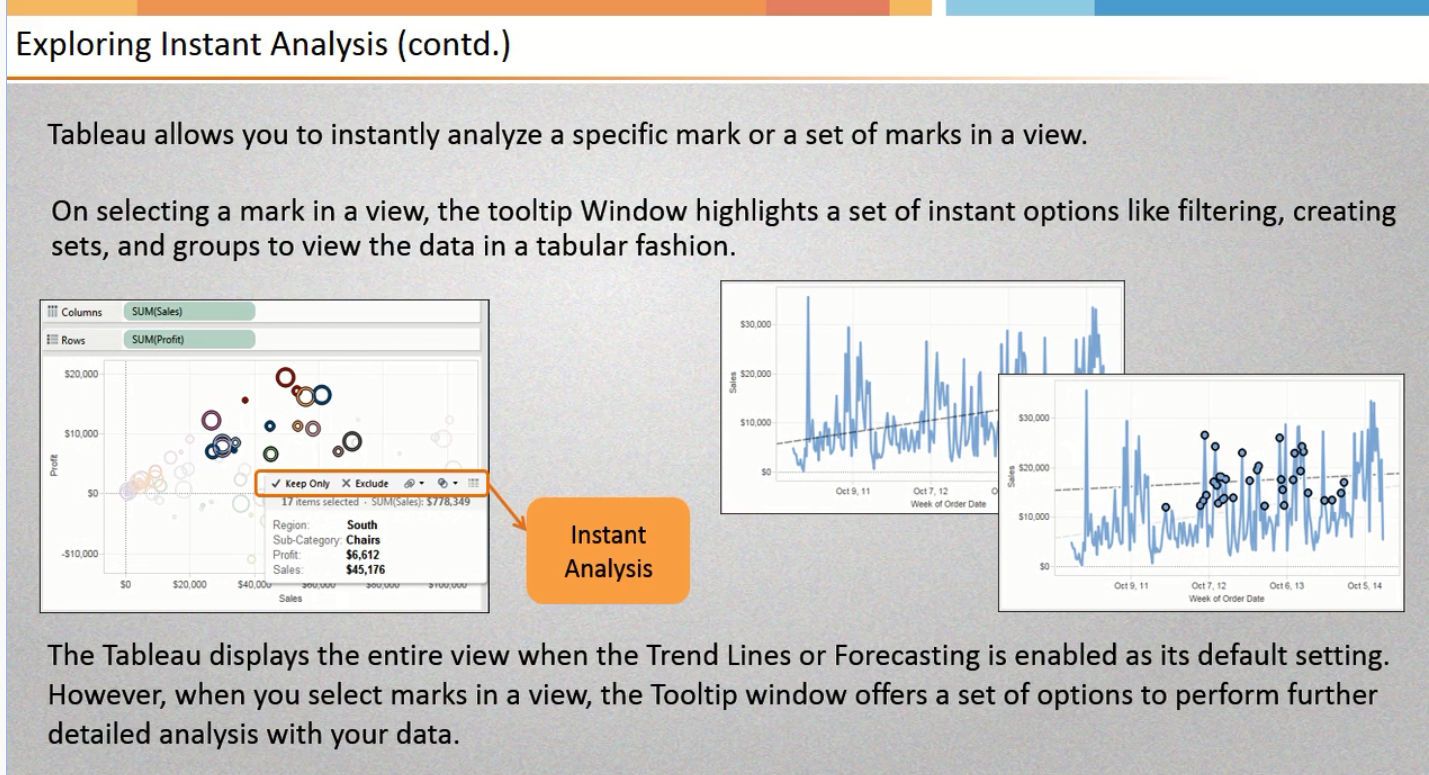 Exploring Instant Analysis (contd.)
Tableau allows you to instantly analyze a specific mark or a set of marks in a view.
On selecting a mark in a view, the tooltip Window highlights a set of instant options like filtering, creating
sets, and groups to view the data in a tabular fashion.
Columns SUM(Sales)
Rows SUM(Profit)
$20,000
$10,000
$0
-$10,000
Profit
Keep Only Exclude
17 items selected - SUM(Sales): $778,349
Region: South
Sub-Category: Chairs
Profit: $6,612
Sales: $45,176
$0 $20,000 $40,000 $60,000 $80,000 $100,000
Sales
Instant
Analysis
$30,000
$20,000
$10,000
$0
Sales
Oct 9, 11 Oct 7, 12 O
Week of Order Date
$30,000
$20,000
$10,000
$0
Sales
Oct 9, 11 Oct 7, 12 Oct 6, 13 Oct 5, 14
Week of Order Date
The Tableau displays the entire view when the Trend Lines or Forecasting is enabled as its default setting.
However, when you select marks in a view, the Tooltip window offers a set of options to perform further
detailed analysis with your data.